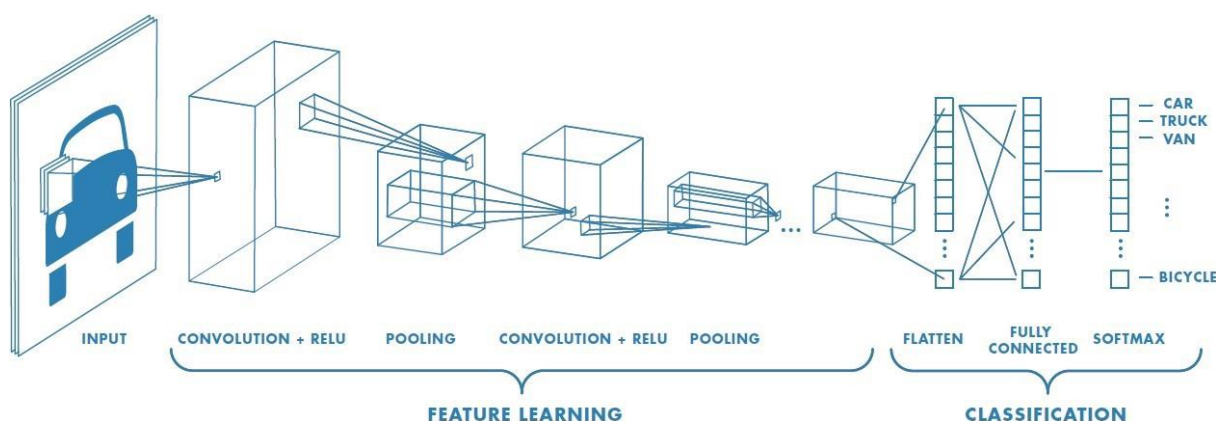 CAR
TRUCK
VAN
BICYCLE
INPUT
CONVOLUTION + RELU
POOLING
CONVOLUTION + RELU
POOLING
FLATTEN
FULLY
CONNECTED
SOFTMAX
FEATURE LEARNING
CLASSIFICATION